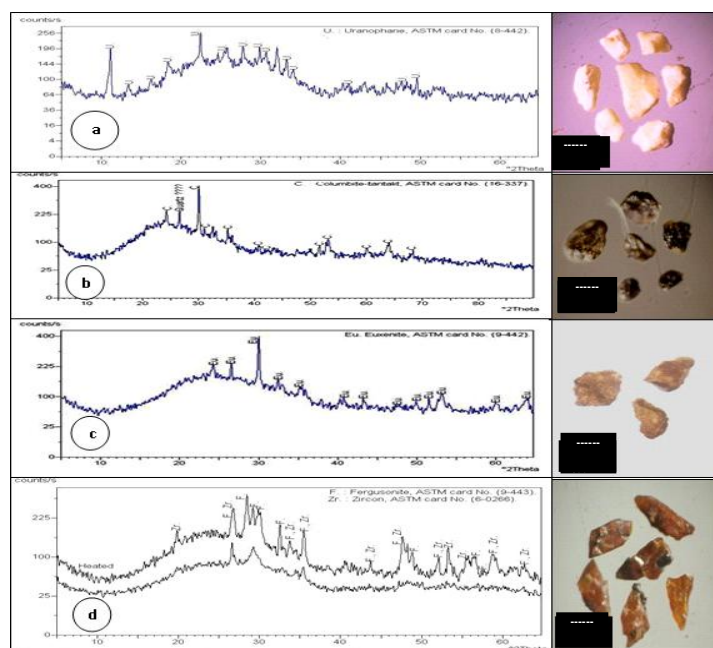 counts/s
U. : Uranophane, ASTM card No. (8-442).
256
196
144
100
64
36
16
4
0
a
10
20
30
40
50
60
°2Theta
counts/s
C. Columbite-tantalit, ASTM card No. (16-337)
400
225
100
25
0
b
10
20
30
40
50
60
70
80
°2Theta
counts/s
Eu. Euxenite, ASTM card No. (9-442).
400
225
100
25
0
c
10
20
30
40
50
60
°2Theta
counts/s
F. : Fergusonite, ASTM card No. (9-443).
Zr. : Zircon, ASTM card No. (6-0266).
225
100
Heated
25
0
d
10
20
30
40
50
60